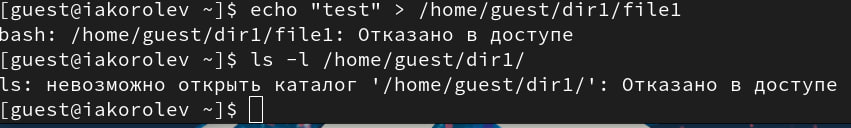 [guest@iakorolev ~]$ echo "test" > /home/guest/dir1/file1
bash: /home/guest/dir1/file1: Отказано в доступе
[guest@iakorolev ~]$ ls -l /home/guest/dir1/
ls: невозможно открыть каталог '/home/guest/dir1/': Отказано в доступе
[guest@iakorolev ~]$